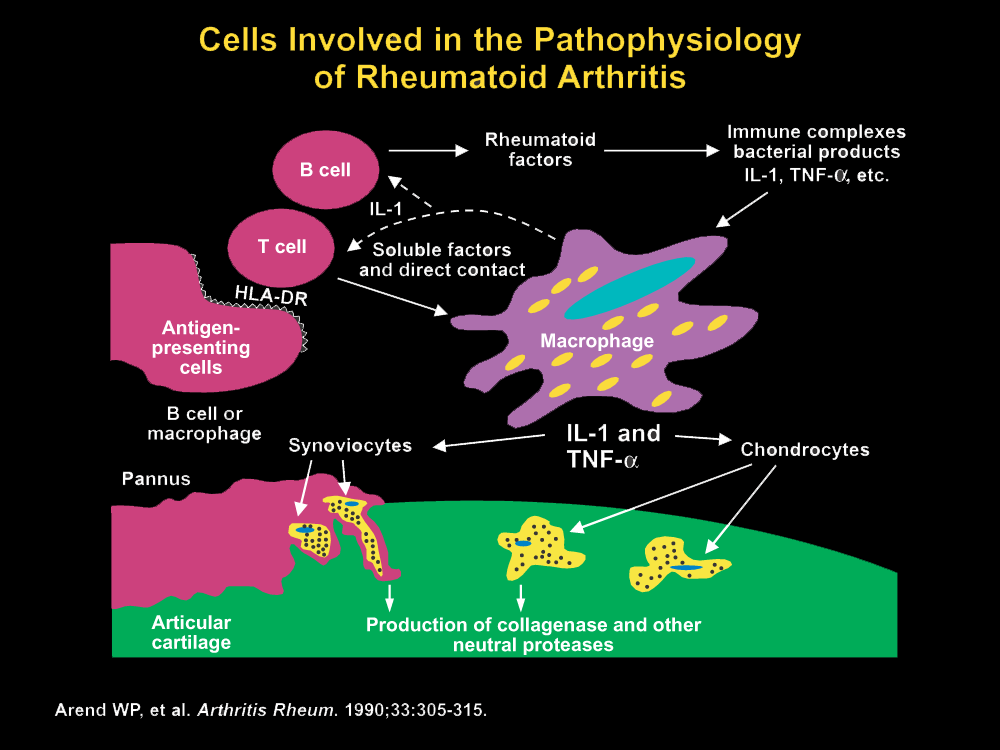 Cells Involved in the Pathophysiology
of Rheumatoid Arthritis
B cell
Rheumatoid
factors
Immune complexes
bacterial products
IL-1, TNF-α, etc.
IL-1
T cell
Soluble factors
and direct contact
HLA-DR
Antigen-
presenting
cells
Macrophage
B cell or
macrophage
Synoviocytes
IL-1 and
TNF-α
Chondrocytes
Pannus
Articular
cartilage
Production of collagenase and other
neutral proteases
Arend WP, et al. Arthritis Rheum. 1990;33:305-315.